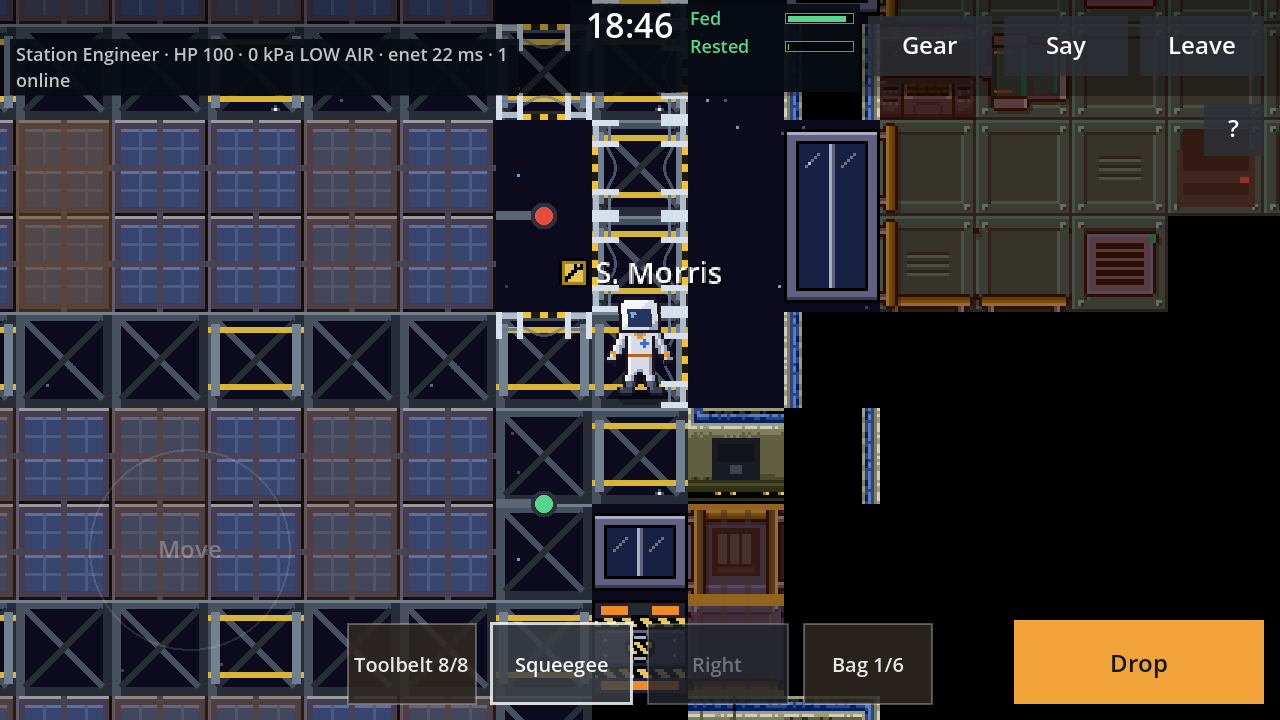 18:46
Fed
Rested
Station Engineer · HP 100 · 0 kPa LOW AIR · enet 22 ms · 1
online
Gear
Say
Leave
?
S. Morris
Move
Toolbelt 8/8
Squeegee
Right
Bag 1/6
Drop